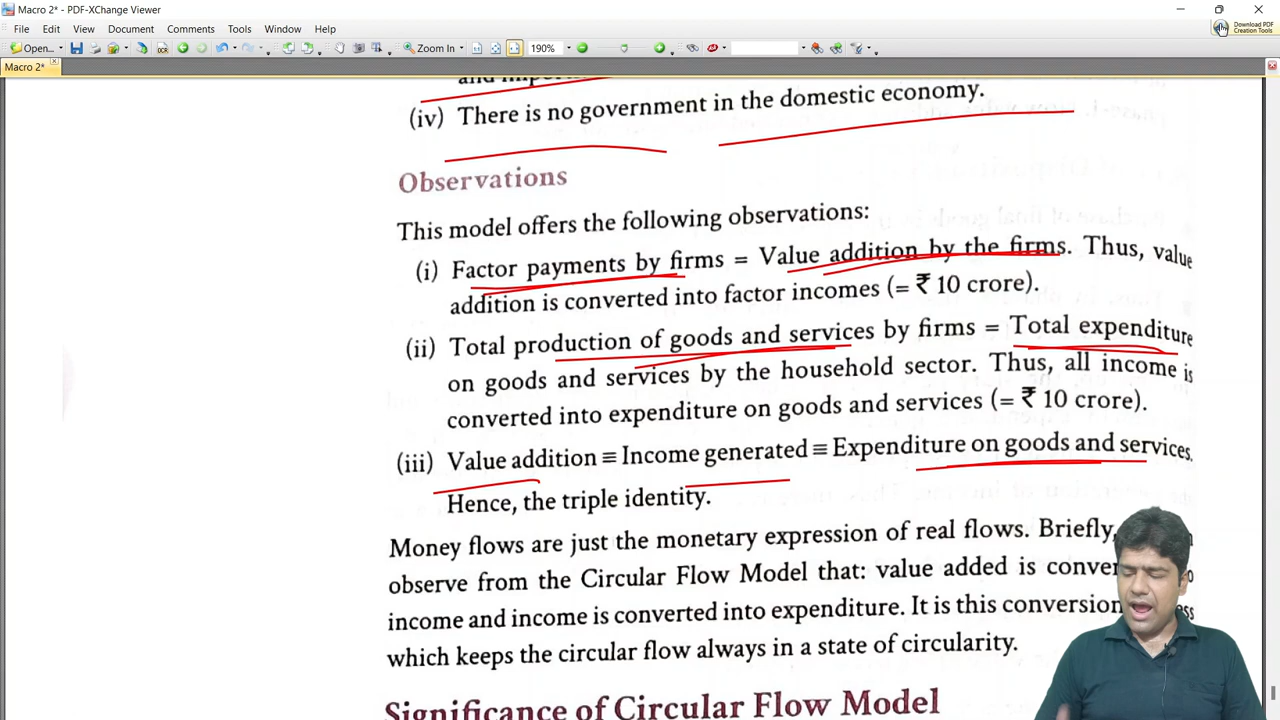 Macro 2* - PDF-XChange Viewer
File Edit View Document Comments Tools Window Help
Download PDF
Creation Tools
Open... Zoom In 190%
Macro 2*
(iv) There is no government in the domestic economy.
Observations
This model offers the following observations:
(i) Factor payments by firms = Value addition by the firms. Thus, value
addition is converted into factor incomes (= ₹ 10 crore).
(ii) Total production of goods and services by firms = Total expenditure
on goods and services by the household sector. Thus, all income is
converted into expenditure on goods and services (= ₹ 10 crore).
(iii) Value addition ≡ Income generated ≡ Expenditure on goods and services.
Hence, the triple identity.
Money flows are just the monetary expression of real flows. Briefly,
observe from the Circular Flow Model that: value added is
income and income is converted into expenditure. It is this conversion
which keeps the circular flow always in a state of circularity.
Significance of Circular Flow Model